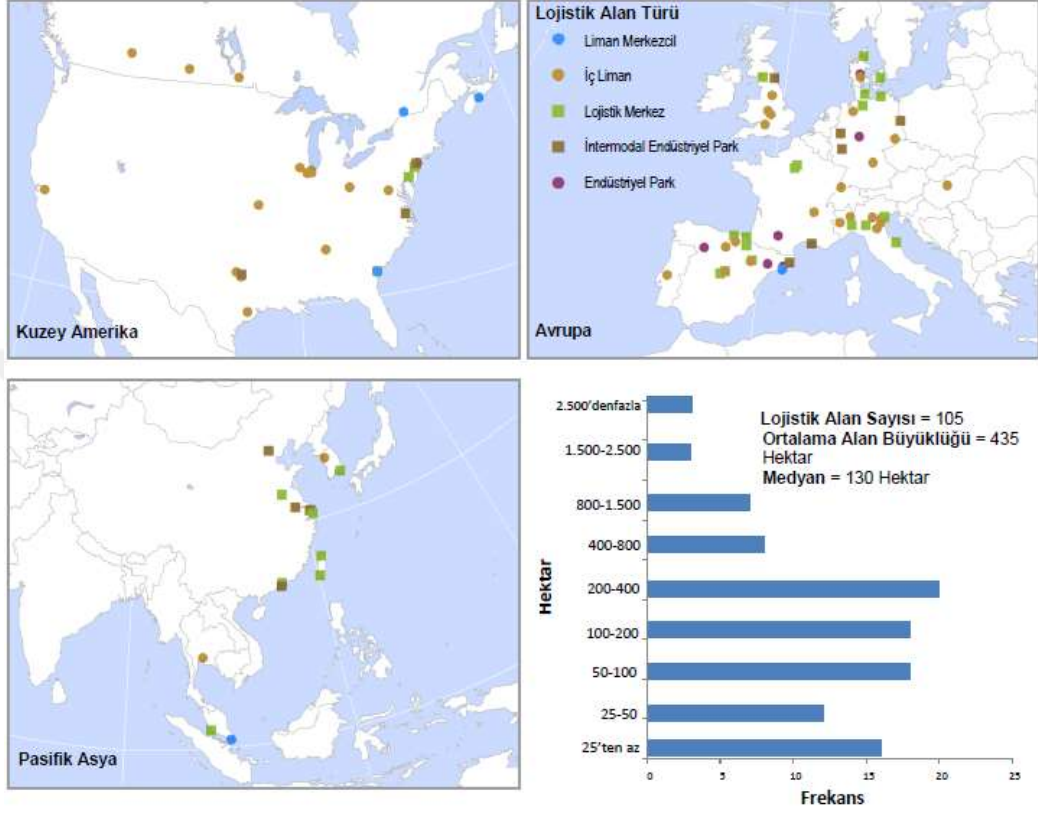 Kuzey Amerika
Lojistik Alan Türü
Liman Merkezcil
İç Liman
Lojistik Merkez
İntermodal Endüstriyel Park
Endüstriyel Park
Avrupa
Pasifik Asya
Lojistik Alan Sayısı = 105
Ortalama Alan Büyüklüğü = 435
Hektar
Medyan = 130 Hektar
Hektar
2.500'denfazla
1.500-2.500
800-1.500
400-800
200-400
100-200
50-100
25-50
25'ten az
0 5 10 15 20 25
Frekans